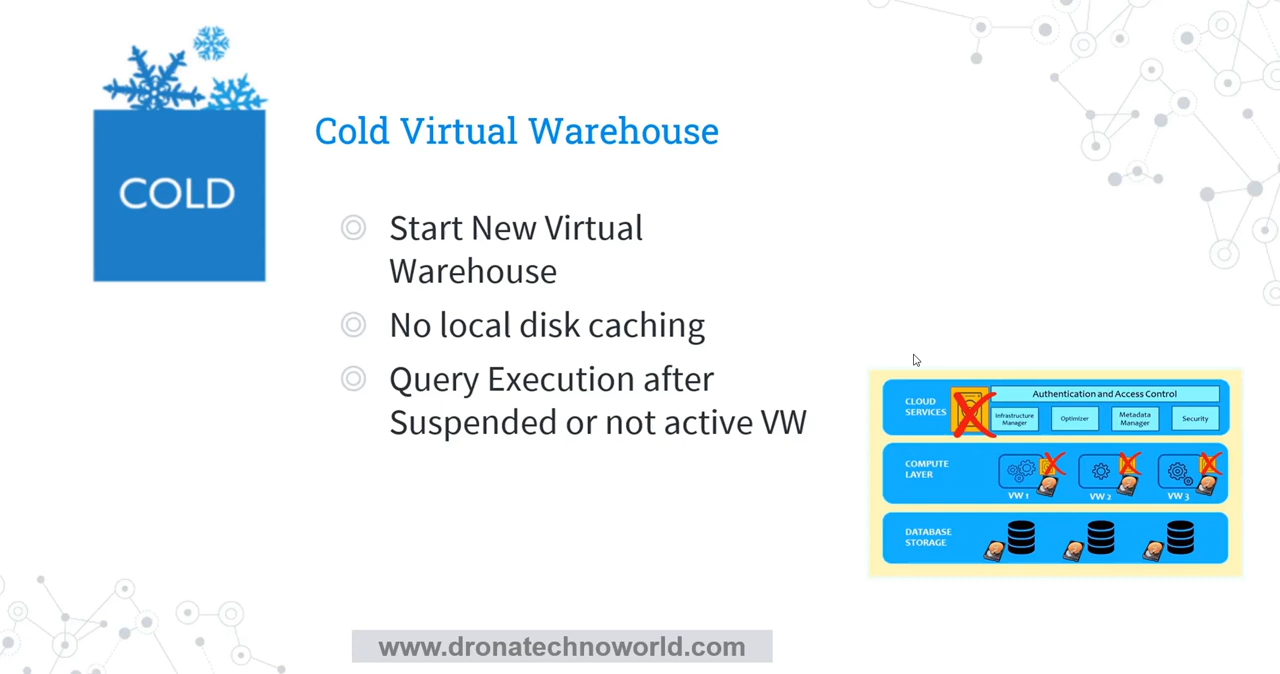 COLD
Cold Virtual Warehouse
Start New Virtual
Warehouse
No local disk caching
Query Execution after
Suspended or not active VW
CLOUD
SERVICES
Authentication and Access Control
Infrastructure
Manager
Optimizer
Metadata
Manager
Security
COMPUTE
LAYER
VW 1
VW 2
VW 3
DATABASE
STORAGE
www.dronatechnoworld.com